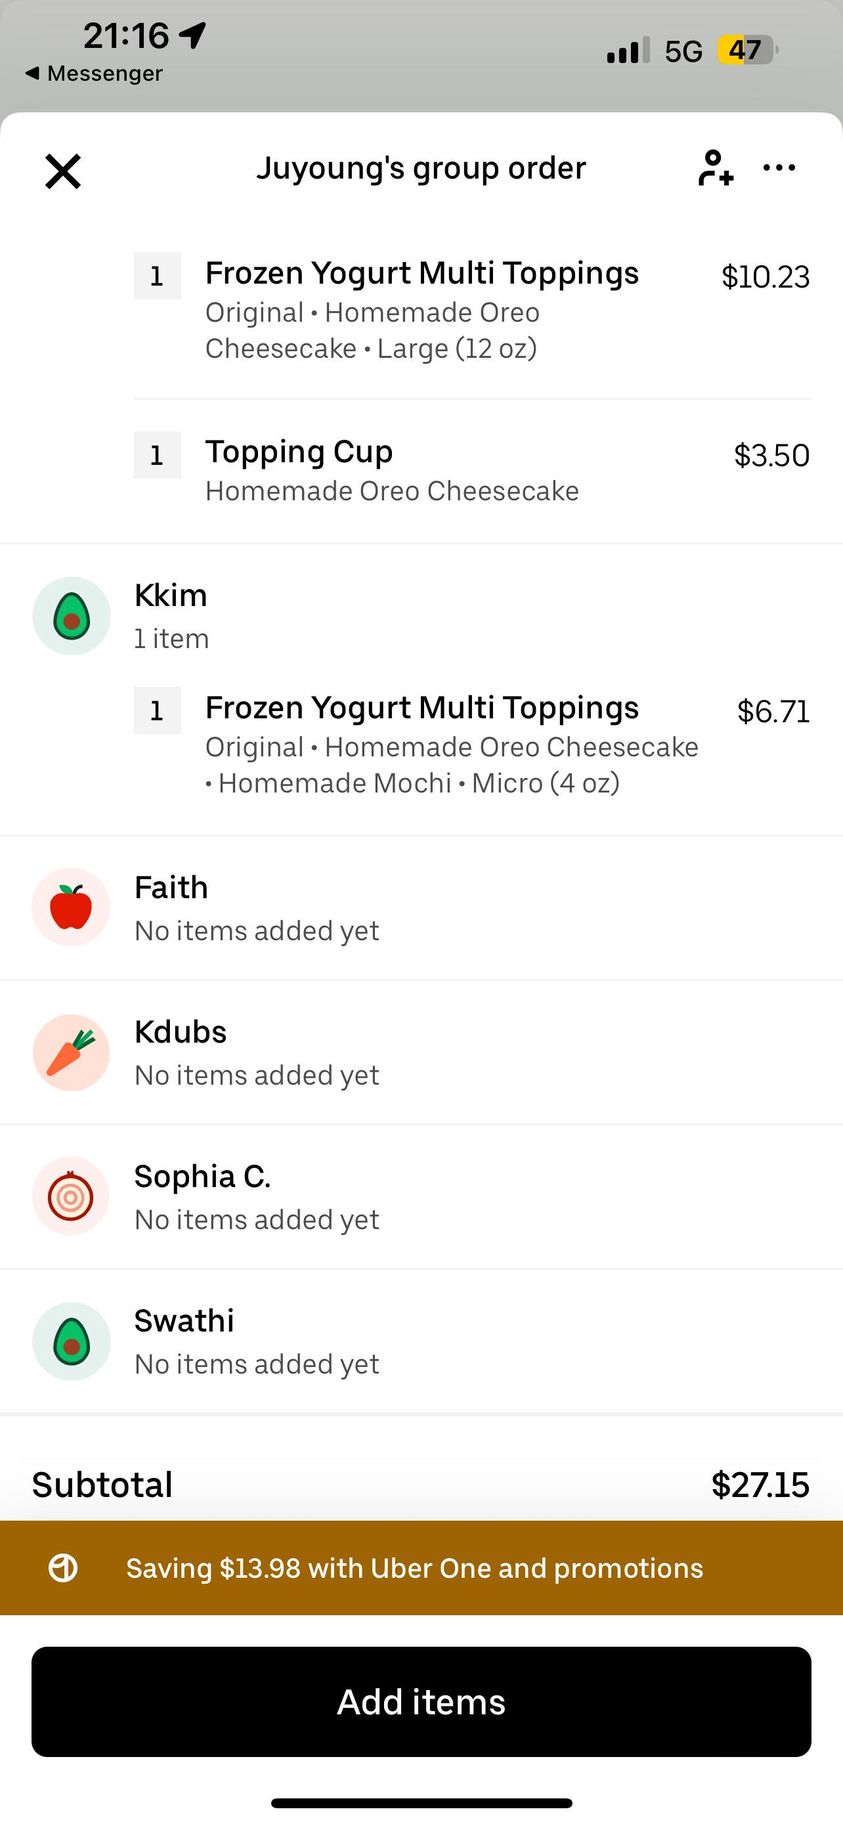 21:16
5G 47
◀ Messenger
Juyoung's group order
1 Frozen Yogurt Multi Toppings $10.23
Original • Homemade Oreo
Cheesecake • Large (12 oz)
1 Topping Cup $3.50
Homemade Oreo Cheesecake
Kkim
1 item
1 Frozen Yogurt Multi Toppings $6.71
Original • Homemade Oreo Cheesecake
• Homemade Mochi • Micro (4 oz)
Faith
No items added yet
Kdubs
No items added yet
Sophia C.
No items added yet
Swathi
No items added yet
Subtotal $27.15
Saving $13.98 with Uber One and promotions
Add items